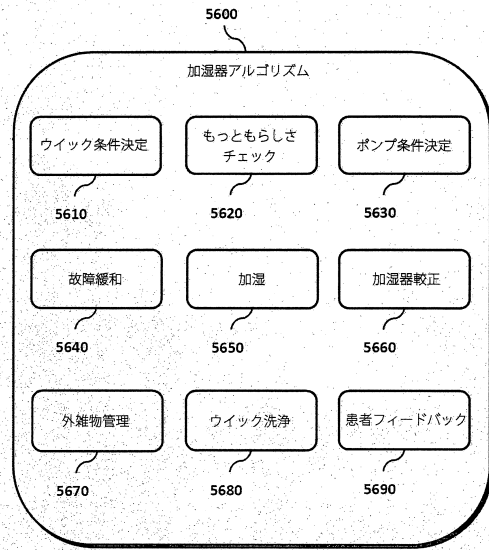 5600
加湿器アルゴリズム
ウイック条件決定
もっともらしさ
チェック
ポンプ条件決定
5610
5620
5630
故障緩和
加湿
加湿器較正
5640
5650
5660
外雑物管理
ウイック洗浄
患者フィードバック
5670
5680
5690